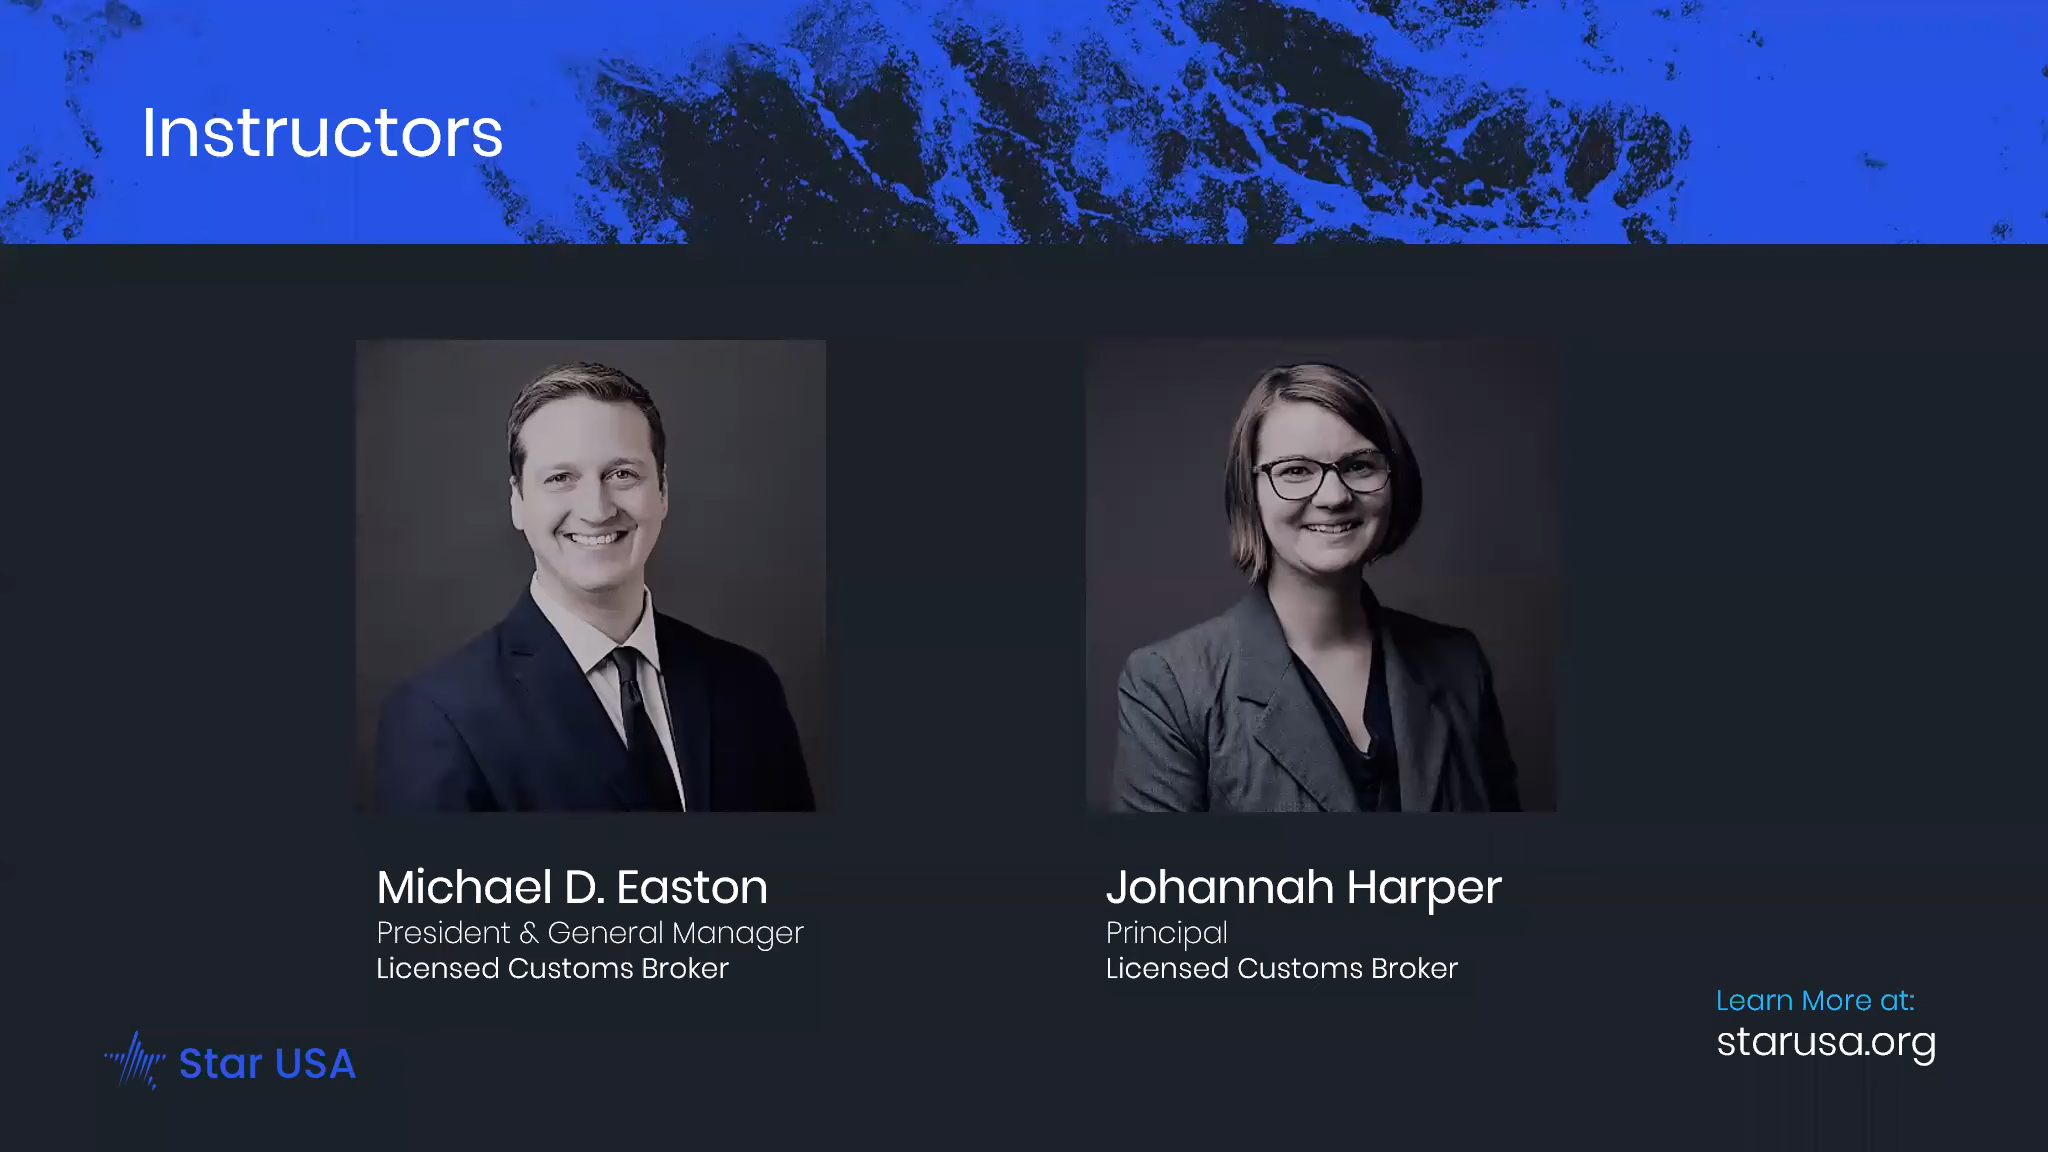 Instructors
Michael D. Easton
President & General Manager
Licensed Customs Broker
Johannah Harper
Principal
Licensed Customs Broker
Learn More at:
starusa.org
Star USA